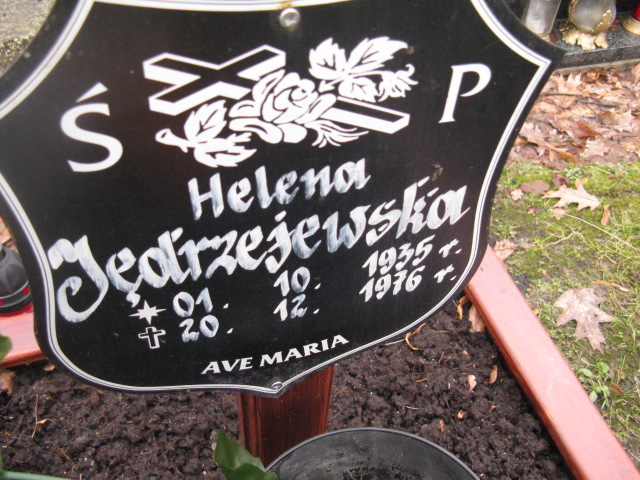 Ś P
Helena
Jędrzejewska
01. 10. 1935 r.
20. 12. 1976 r.
AVE MARIA